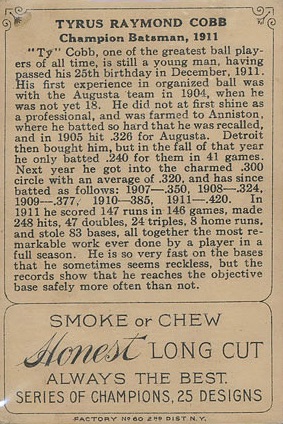 TYRUS RAYMOND COBB
Champion Batsman, 1911
"Ty" Cobb, one of the greatest ball play-
ers of all time, is still a young man, having
passed his 25th birthday in December, 1911.
His first experience in organized ball was
with the Augusta team in 1904, when he
was not yet 18. He did not at first shine as
a professional, and was farmed to Anniston,
where he batted so hard that he was recalled,
and in 1905 hit .326 for Augusta. Detroit
then bought him, but in the fall of that year
he only batted .240 for them in 41 games.
Next year he got into the charmed .300
circle with an average of .320, and has since
batted as follows: 1907—.350, 1908—.324,
1909—.377, 1910—.385, 1911—.420. In
1911 he scored 147 runs in 146 games, made
248 hits, 47 doubles, 24 triples, 8 home runs,
and stole 83 bases, all together the most re-
markable work ever done by a player in a
full season. He is so very fast on the bases
that he sometimes seems reckless, but the
records show that he reaches the objective
base safely more often than not.
SMOKE or CHEW
Honest LONG CUT
ALWAYS THE BEST.
SERIES OF CHAMPIONS, 25 DESIGNS
FACTORY No 60 2ND DIST. N.Y.